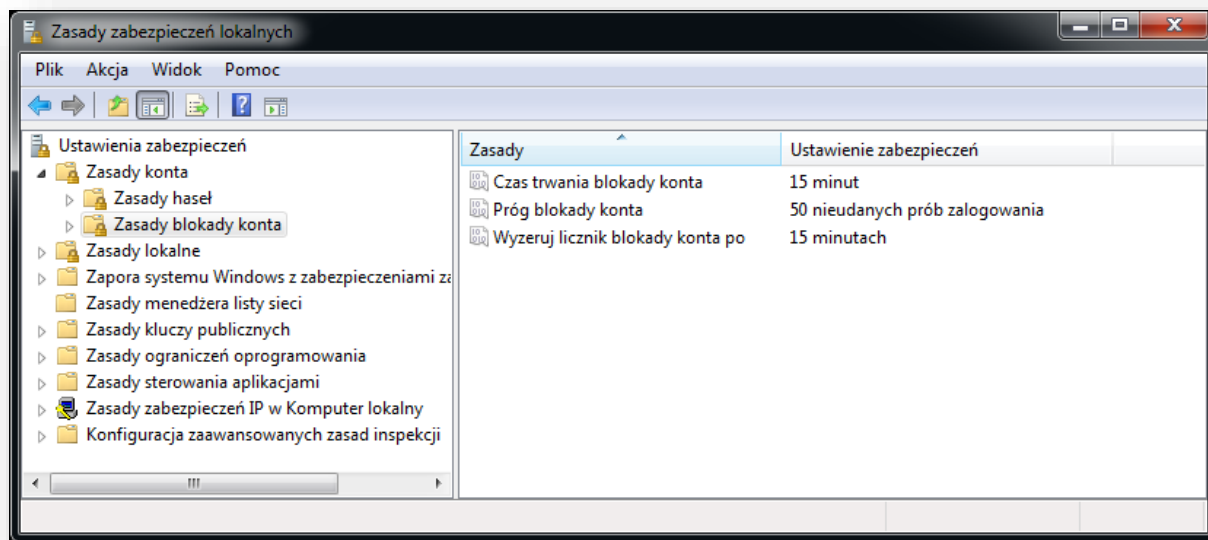 Zasady zabezpieczeń lokalnych
Plik Akcja Widok Pomoc
Ustawienia zabezpieczeń
Zasady konta
Zasady haseł
Zasady blokady konta
Zasady lokalne
Zapora systemu Windows z zabezpieczeniami za
Zasady menedżera listy sieci
Zasady kluczy publicznych
Zasady ograniczeń oprogramowania
Zasady sterowania aplikacjami
Zasady zabezpieczeń IP w Komputer lokalny
Konfiguracja zaawansowanych zasad inspekcji
Zasady Ustawienie zabezpieczeń
Czas trwania blokady konta 15 minut
Próg blokady konta 50 nieudanych prób zalogowania
Wyzeruj licznik blokady konta po 15 minutach